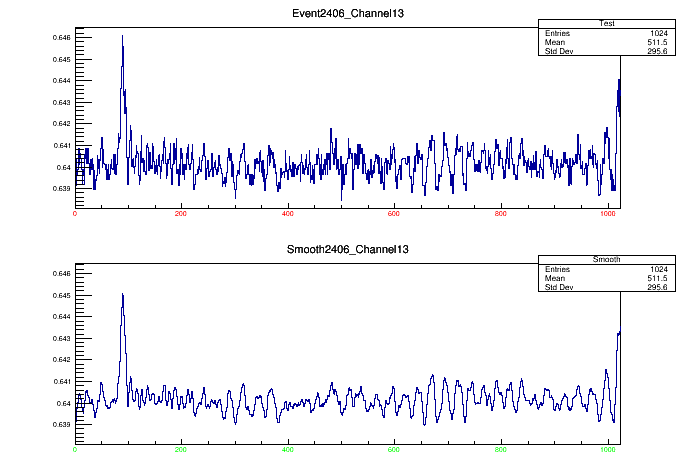 Event2406_Channel13
Test
Entries 1024
Mean 511.5
Std Dev 295.6
0.646
0.645
0.644
0.643
0.642
0.641
0.64
0.639
0 200 400 600 800 1000
Smooth2406_Channel13
Smooth
Entries 1024
Mean 511.5
Std Dev 295.6
0.646
0.645
0.644
0.643
0.642
0.641
0.64
0.639
0 200 400 600 800 1000